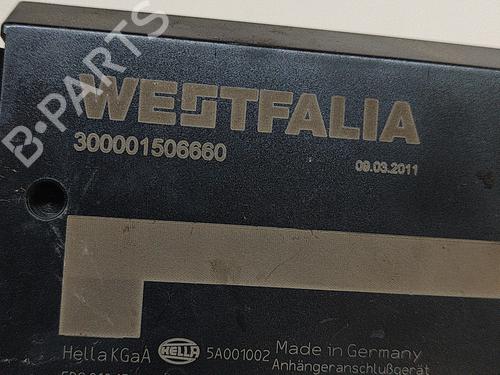 B-PARTS
WESTFALIA
300001506660
09.03.2011
Hella KGaA HELLA 5A001002 Made in Germany
Anhängeranschlußgerät